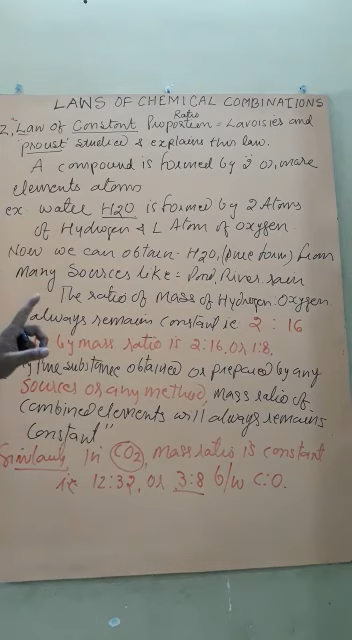 LAWS OF CHEMICAL COMBINATIONS
Ratio
2. Law of Constant Proportion = Lavoisies and
proust studied & explains this law.
A compound is formed by 2 or, more
elements atoms
ex water H2O is formed by 2 Atoms
of Hydrogen & 1 Atom of Oxygen
Now we can obtain H2O, (pure form) from
Many Sources like = Pond, River rain
The ratio of Mass of Hydrogen: Oxygen
always remain constant ie 2 : 16
by mass ratio is 2:16, or 1:8.
substance obtained or prepared by any
Sources or any method, mass ratio of
combined elements will always remains
Constant"
Similarly in CO2, mass ratio is constant
ie 12:32, or 3:8 b/w C:O.